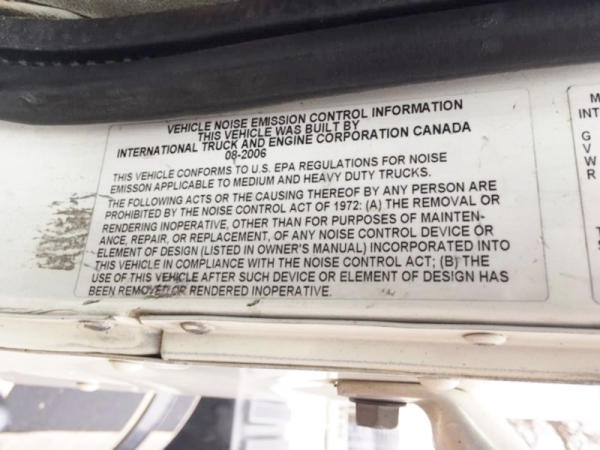 VEHICLE NOISE EMISSION CONTROL INFORMATION
THIS VEHICLE WAS BUILT BY
INTERNATIONAL TRUCK AND ENGINE CORPORATION CANADA
08-2006
THIS VEHICLE CONFORMS TO U.S. EPA REGULATIONS FOR NOISE
EMISSON APPLICABLE TO MEDIUM AND HEAVY DUTY TRUCKS.
THE FOLLOWING ACTS OR THE CAUSING THEREOF BY ANY PERSON ARE
PROHIBITED BY THE NOISE CONTROL ACT OF 1972: (A) THE REMOVAL OR
RENDERING INOPERATIVE, OTHER THAN FOR PURPOSES OF MAINTEN-
ANCE, REPAIR, OR REPLACEMENT, OF ANY NOISE CONTROL DEVICE OR
ELEMENT OF DESIGN (LISTED IN OWNER'S MANUAL) INCORPORATED INTO
THIS VEHICLE IN COMPLIANCE WITH THE NOISE CONTROL ACT; (B) THE
USE OF THIS VEHICLE AFTER SUCH DEVICE OR ELEMENT OF DESIGN HAS
BEEN REMOVED OR RENDERED INOPERATIVE.
M
INT
G
V
W
R